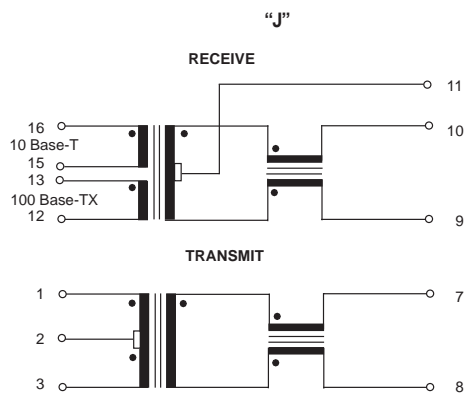 “J”
RECEIVE
11
16 10
10 Base-T
15
13
100 Base-TX
12 9
TRANSMIT
1 7
2
3 8